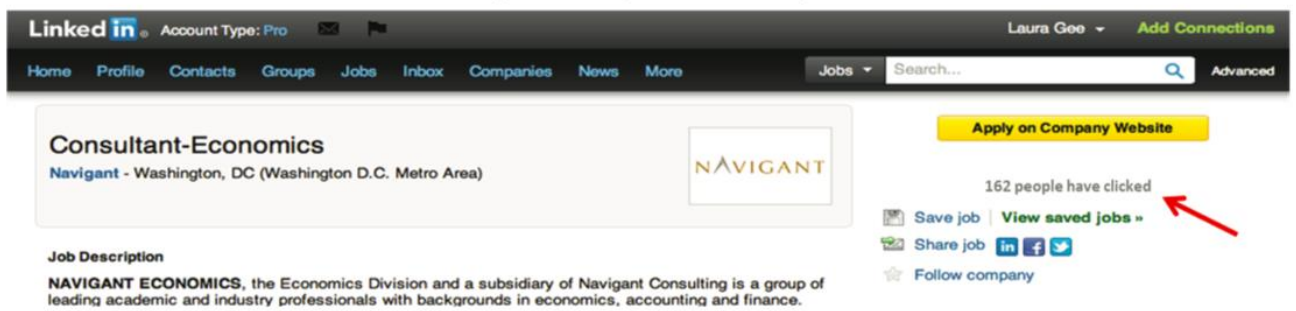 Linked in ® Account Type: Pro Laura Gee Add Connections
Home Profile Contacts Groups Jobs Inbox Companies News More Jobs Search... Advanced
Consultant-Economics
Navigant - Washington, DC (Washington D.C. Metro Area)
NAVIGANT
Apply on Company Website
162 people have clicked
Save job | View saved jobs »
Share job in f
Follow company
Job Description
NAVIGANT ECONOMICS, the Economics Division and a subsidiary of Navigant Consulting is a group of
leading academic and industry professionals with backgrounds in economics, accounting and finance.